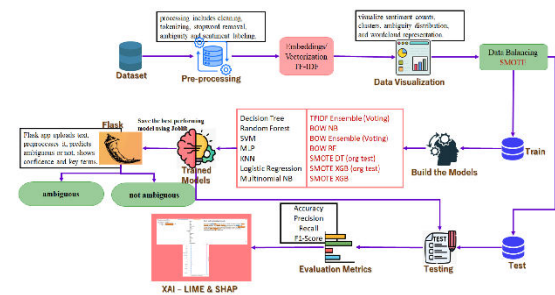 processing includes cleaning,
tokenizing, stopword removal,
ambiguity and sentiment labeling.
Dataset
Pre-processing
Embeddings/
Vectorization
TF-IDF
visualize sentiment counts,
clusters, ambiguity distribution,
and wordcloud representation.
Data Visualization
Data Balancing
SMOTE
Train
Build the Models
TFIDF Ensemble (Voting)
BOW NB
BOW Ensemble (Voting)
BOW RF
SMOTE DT (org test)
SMOTE XGB (org test)
SMOTE XGB
Decision Tree
Random Forest
SVM
MLP
KNN
Logistic Regression
Multinomial NB
Save the best performing
model using Joblib
Trained
Models
Flask
Flask app uploads text,
preprocesses it, predicts
ambiguous or not, shows
confience and key terms.
ambiguous
not ambiguous
Test
TEST
Testing
Accuracy
Precision
Recall
F1-Score
Evaluation Metrics
XAI - LIME & SHAP